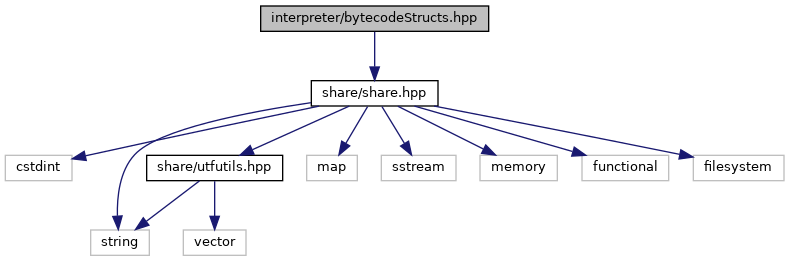 interpreter/bytecodeStructs.hpp
share/share.hpp
cstdint
share/utfutils.hpp
map
sstream
memory
functional
filesystem
string
vector